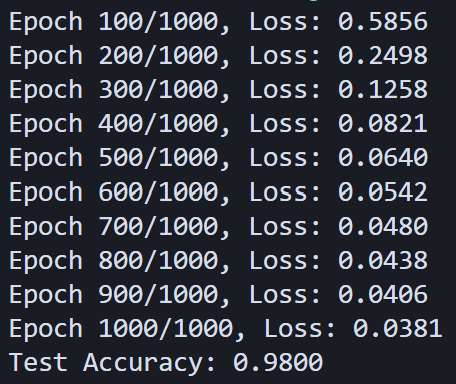 Epoch 100/1000, Loss: 0.5856
Epoch 200/1000, Loss: 0.2498
Epoch 300/1000, Loss: 0.1258
Epoch 400/1000, Loss: 0.0821
Epoch 500/1000, Loss: 0.0640
Epoch 600/1000, Loss: 0.0542
Epoch 700/1000, Loss: 0.0480
Epoch 800/1000, Loss: 0.0438
Epoch 900/1000, Loss: 0.0406
Epoch 1000/1000, Loss: 0.0381
Test Accuracy: 0.9800